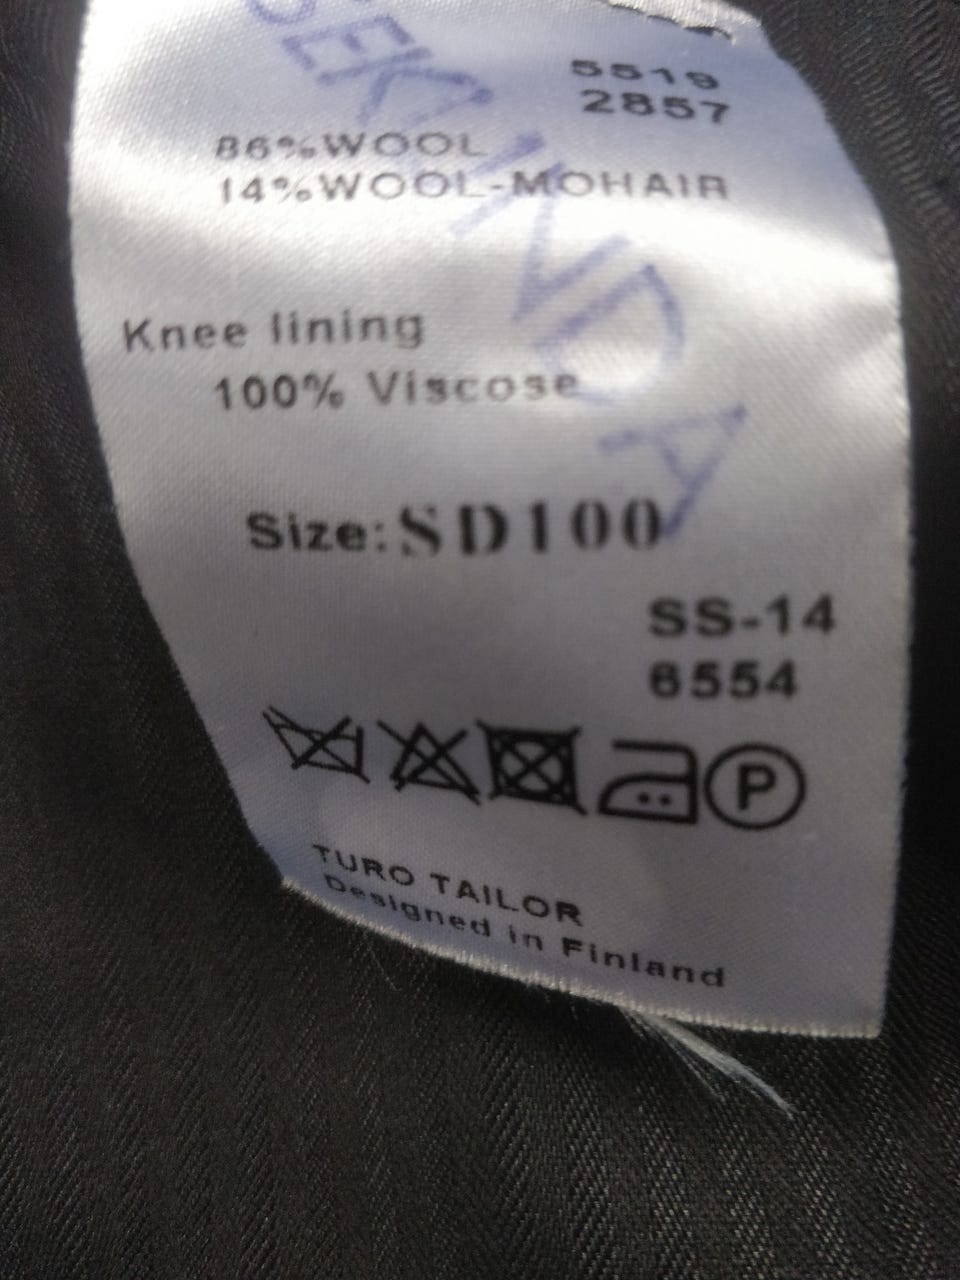 5519
2857
86%WOOL
14%WOOL-MOHAIR
Knee lining
100% Viscose
Size:SD100
SS-14
6554
P
TURO TAILOR
Designed in Finland